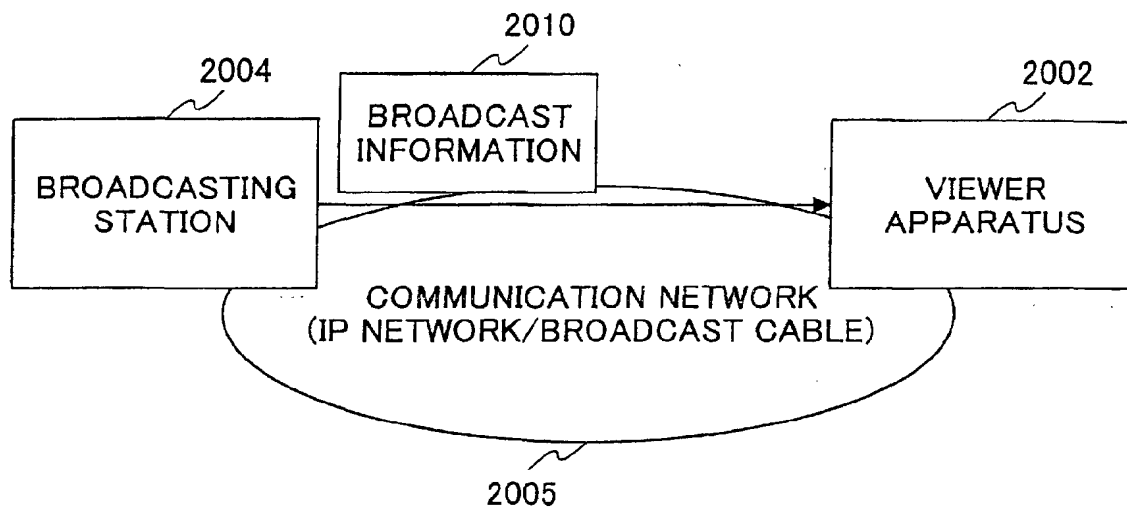 2010
2004
2002
BROADCAST
INFORMATION
BROADCASTING
STATION
VIEWER
APPARATUS
COMMUNICATION NETWORK
(IP NETWORK/BROADCAST CABLE)
2005